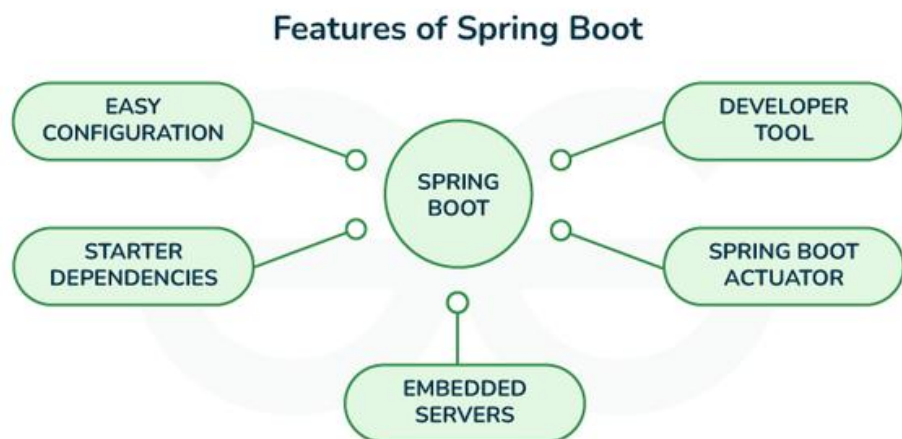 Features of Spring Boot
EASY
CONFIGURATION
DEVELOPER
TOOL
SPRING
BOOT
STARTER
DEPENDENCIES
SPRING BOOT
ACTUATOR
EMBEDDED
SERVERS